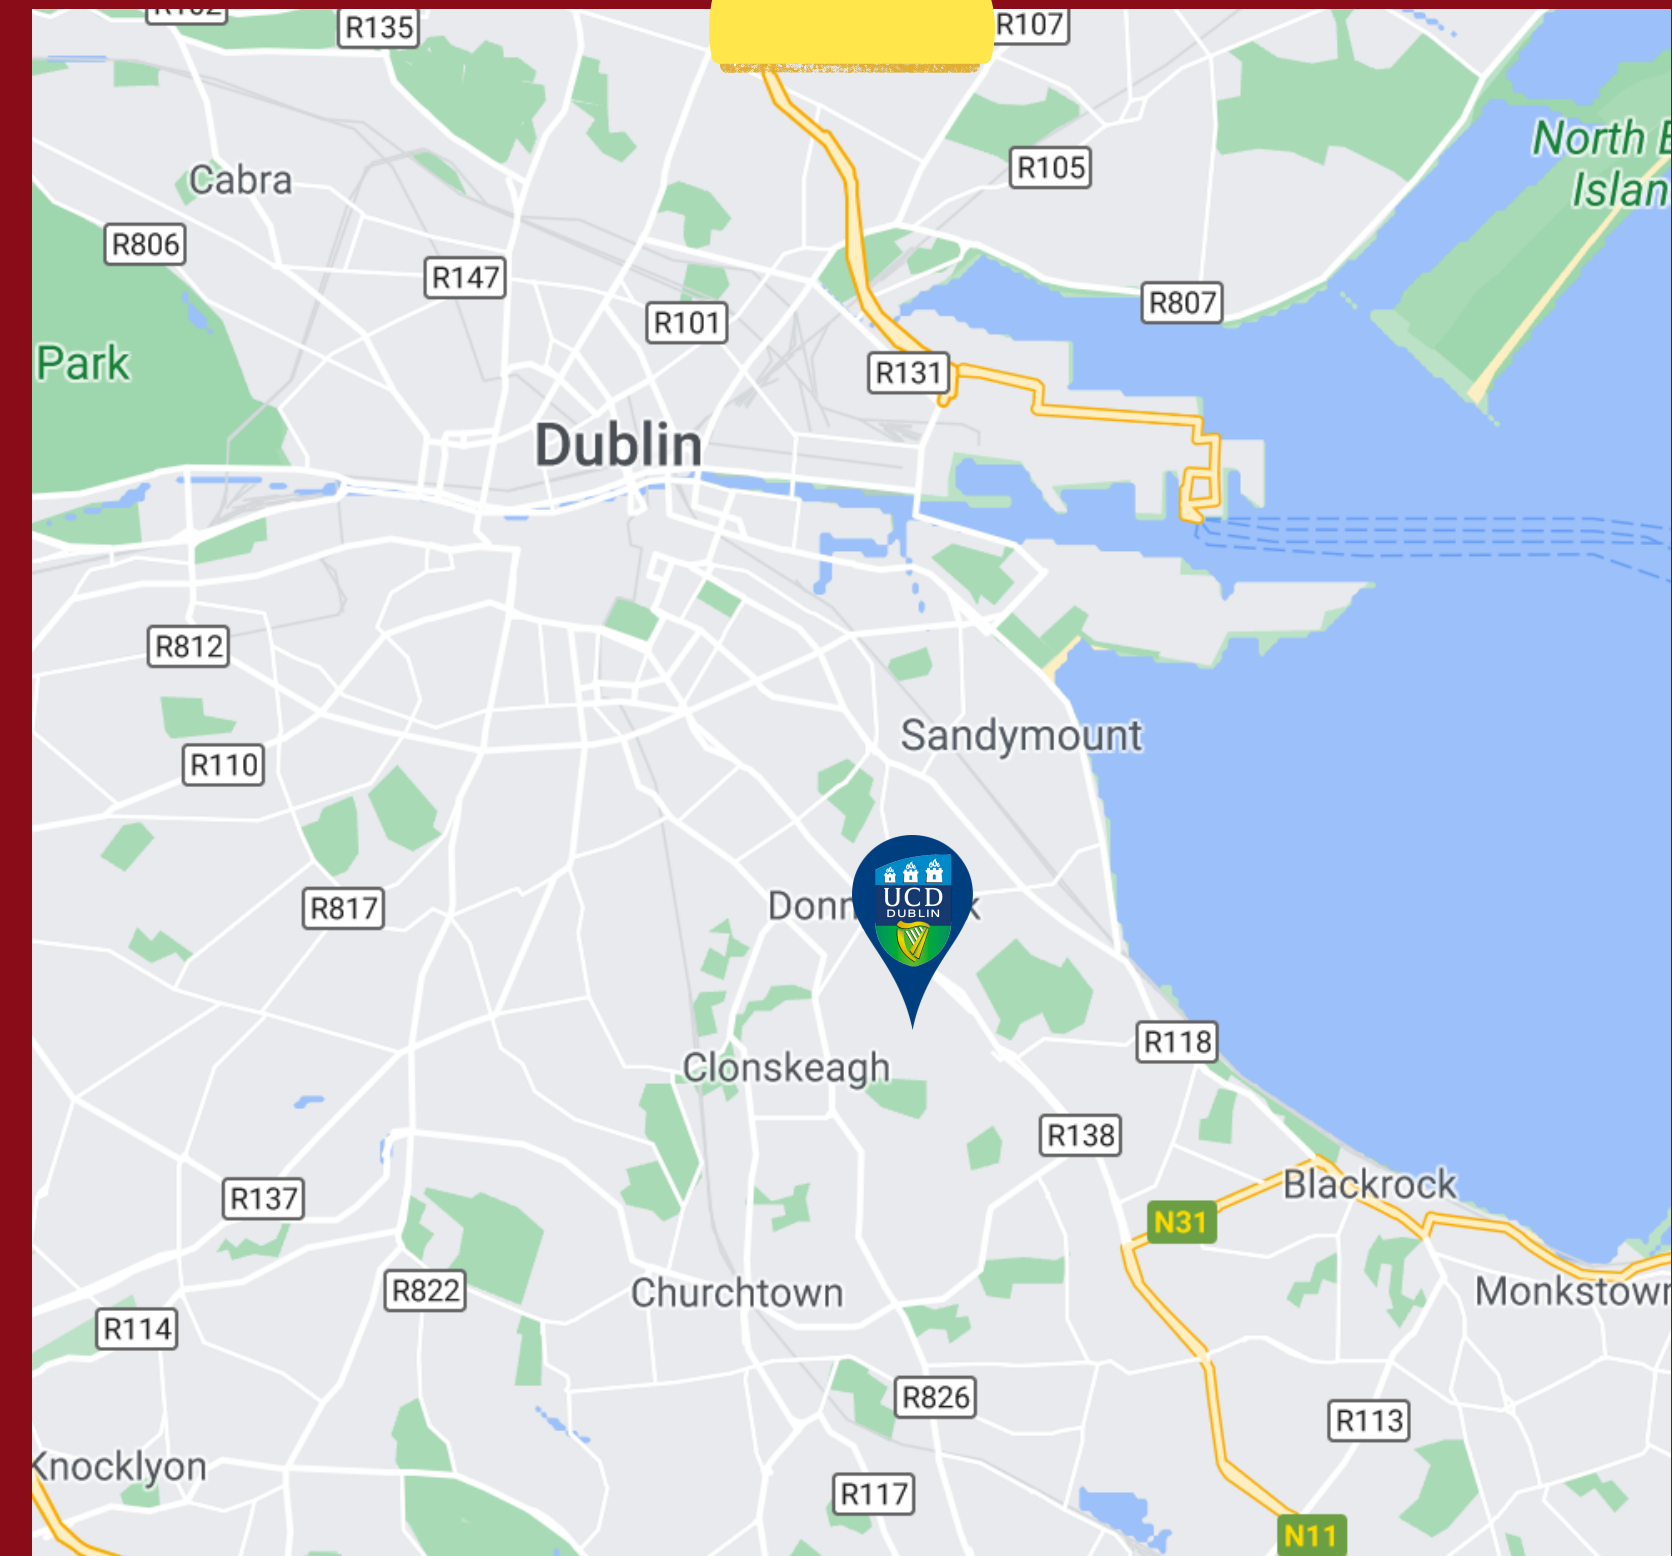 R135
R107
North
R105
Cabra
Islan
R806
R147
R807
R101
Park
R131
Dublin
R812
Sandymount
R110
UCD
DUBLIN
Donn k
R817
R118
Clonskeagh
R138
Blackrock
R137
N31
R822
Churchtown
Monkstown
R114
R826
R113
Knocklyon
R117
N11